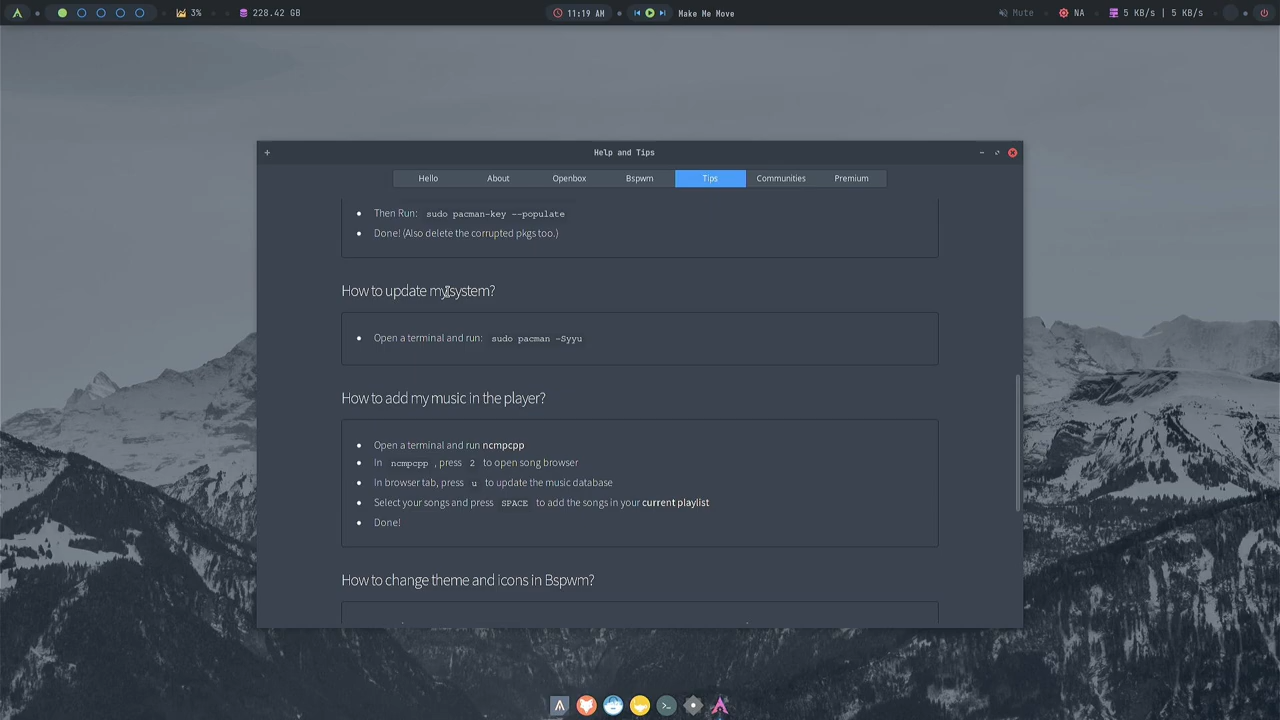 3%
228.42 GB
11:19 AM
Make Me Move
Mute
NA
5 KB/s | 5 KB/s
Help and Tips
Hello
About
Openbox
Bspwm
Tips
Communities
Premium
Then Run: sudo pacman-key --populate
Done! (Also delete the corrupted pkgs too.)
How to update my system?
Open a terminal and run: sudo pacman -Syyu
How to add my music in the player?
Open a terminal and run ncmpcpp
In ncmpcpp , press 2 to open song browser
In browser tab, press u to update the music database
Select your songs and press SPACE to add the songs in your current playlist
Done!
How to change theme and icons in Bspwm?